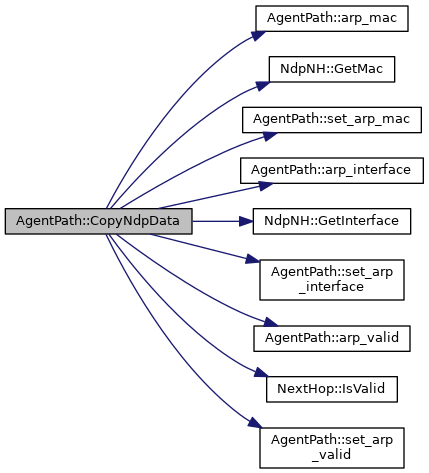 AgentPath::arp_mac
NdpNH::GetMac
AgentPath::set_arp_mac
AgentPath::arp_interface
AgentPath::CopyNdpData
NdpNH::GetInterface
AgentPath::set_arp
_interface
AgentPath::arp_valid
NextHop::IsValid
AgentPath::set_arp
_valid